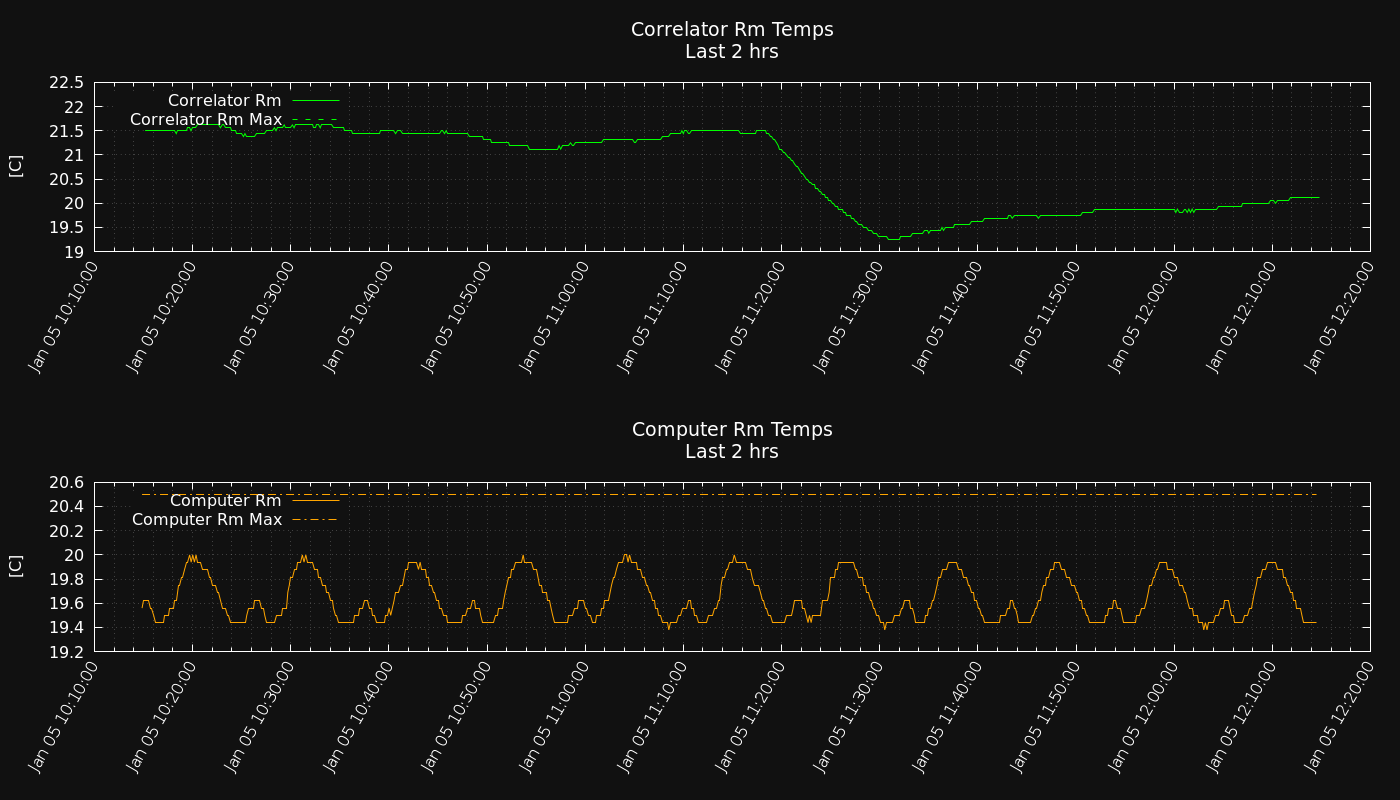 Correlator Rm Temps
Last 2 hrs
22.5
22
21.5
21
20.5
20
19.5
19
[C]
Correlator Rm
Correlator Rm Max
Jan 05 10:10:00
Jan 05 10:20:00
Jan 05 10:30:00
Jan 05 10:40:00
Jan 05 10:50:00
Jan 05 11:00:00
Jan 05 11:10:00
Jan 05 11:20:00
Jan 05 11:30:00
Jan 05 11:40:00
Jan 05 11:50:00
Jan 05 12:00:00
Jan 05 12:10:00
Jan 05 12:20:00
Computer Rm Temps
Last 2 hrs
20.6
20.4
20.2
20
19.8
19.6
19.4
19.2
[C]
Computer Rm
Computer Rm Max
Jan 05 10:10:00
Jan 05 10:20:00
Jan 05 10:30:00
Jan 05 10:40:00
Jan 05 10:50:00
Jan 05 11:00:00
Jan 05 11:10:00
Jan 05 11:20:00
Jan 05 11:30:00
Jan 05 11:40:00
Jan 05 11:50:00
Jan 05 12:00:00
Jan 05 12:10:00
Jan 05 12:20:00